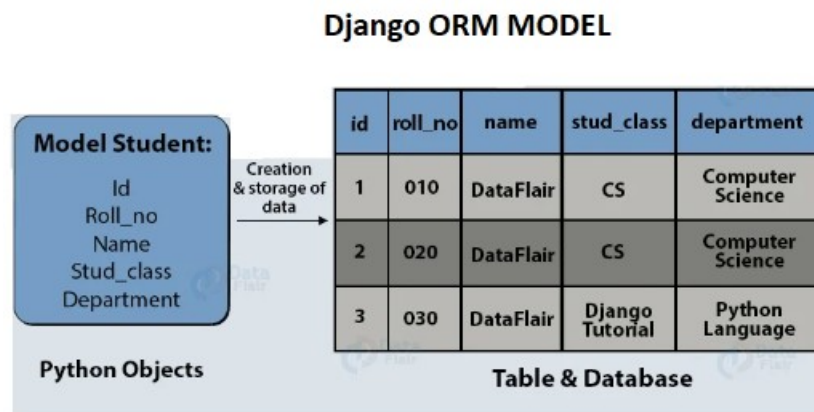 Django ORM MODEL
Model Student:
Id
Roll_no
Name
Stud_class
Department
Python Objects
Creation
& storage of
data
id roll_no name stud_class department
1 010 DataFlair CS Computer Science
2 020 DataFlair CS Computer Science
3 030 DataFlair Django Tutorial Python Language
Table & Database
Data
Flair